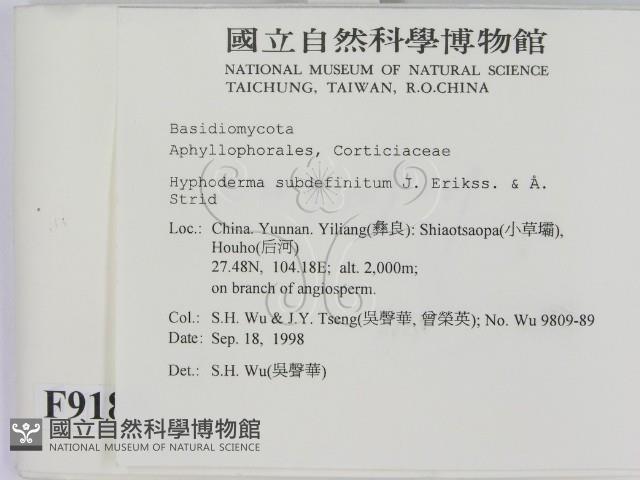 國立自然科學博物館
NATIONAL MUSEUM OF NATURAL SCIENCE
TAICHUNG, TAIWAN, R.O.CHINA
Basidiomycota
Aphyllophorales, Corticiaceae
Hyphoderma subdefinitum J. Erikss. & Å.
Strid
Loc.: China. Yunnan. Yiliang(彝良): Shiaotsaopa(小草壩),
Houho(后河)
27.48N, 104.18E; alt. 2,000m;
on branch of angiosperm.
Col.: S.H. Wu & J.Y. Tseng(吳聲華, 曾榮英); No. Wu 9809-89
Date: Sep. 18, 1998
Det.: S.H. Wu(吳聲華)
F918
國立自然科學博物館
NATIONAL MUSEUM OF NATURAL SCIENCE